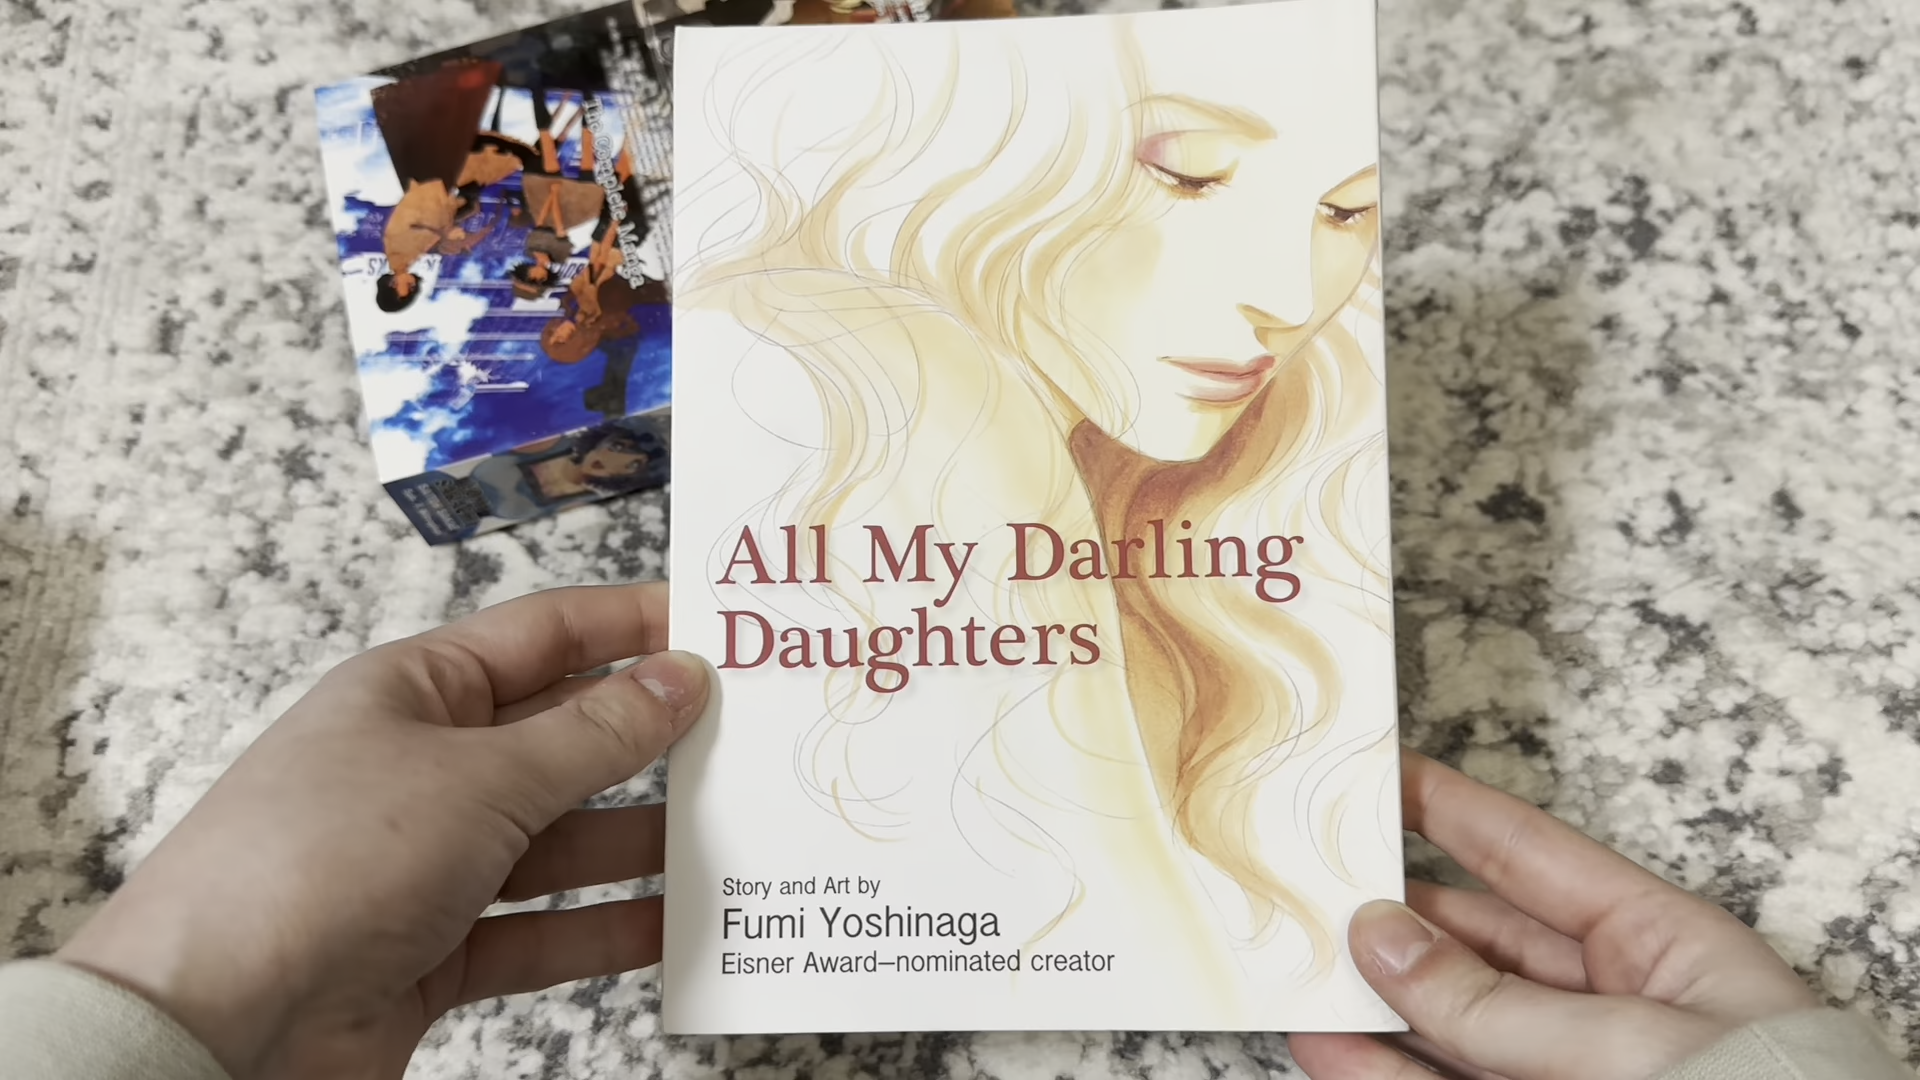 All My Darling
Daughters
Story and Art by
Fumi Yoshinaga
Eisner Award–nominated creator
The Complete Manga